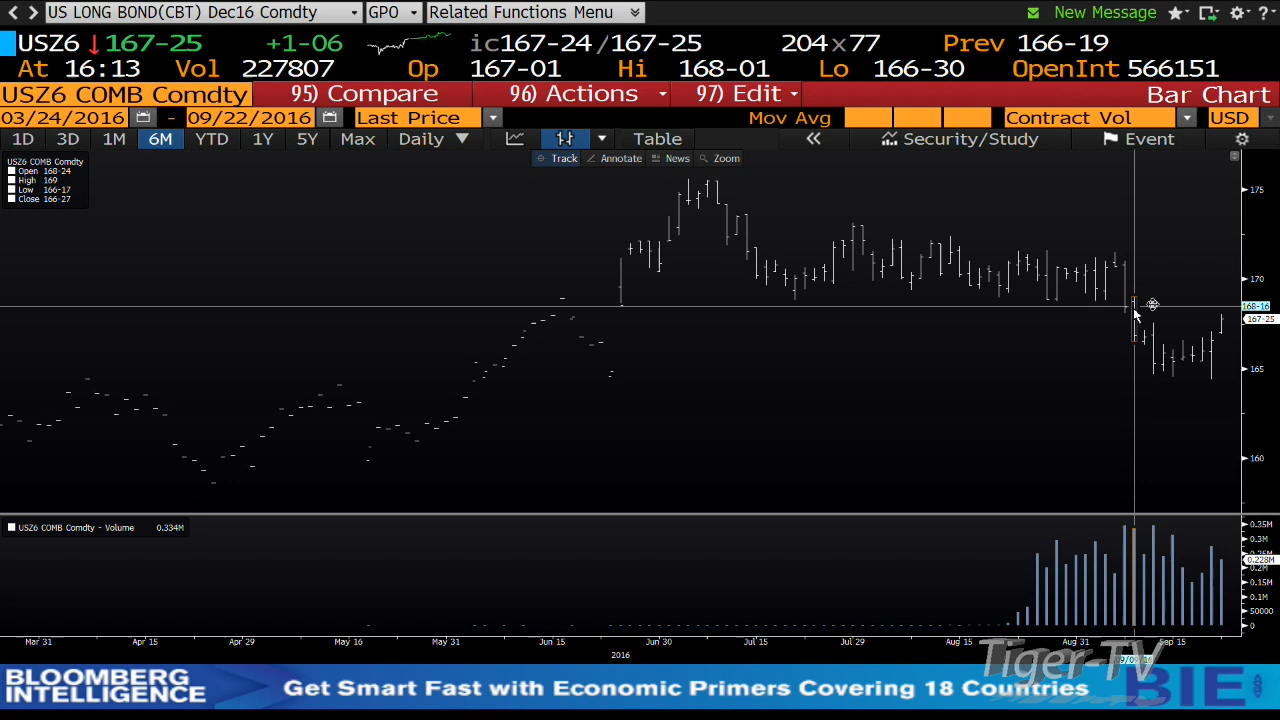 US LONG BOND(CBT) Dec16 Comdty GPO Related Functions Menu New Message
USZ6 167-25 +1-06 ic167-24/167-25 204x77 Prev 166-19
At 16:13 Vol 227807 Op 167-01 Hi 168-01 Lo 166-30 OpenInt 566151
USZ6 COMB Comdty 95) Compare 96) Actions 97) Edit Bar Chart
03/24/2016 - 09/22/2016 Last Price Mov Avg Contract Vol USD
1D 3D 1M 6M YTD 1Y 5Y Max Daily Table Security/Study Event
Track Annotate News Zoom
USZ6 COMB Comdty
Open 168-24
High 169
Low 166-17
Close 166-27
175
170
168-16
167-25
165
160
USZ6 COMB Comdty - Volume 0.334M
0.35M
0.3M
0.228M
0.2M
0.15M
0.1M
50000
0
Mar 31 Apr 15 Apr 29 May 16 May 31 Jun 15 Jun 30 Jul 15 Jul 29 Aug 15 Aug 31 Sep 15
2016
09/09/16
Tiger-TV
BLOOMBERG
INTELLIGENCE
Get Smart Fast with Economic Primers Covering 18 Countries
BIE